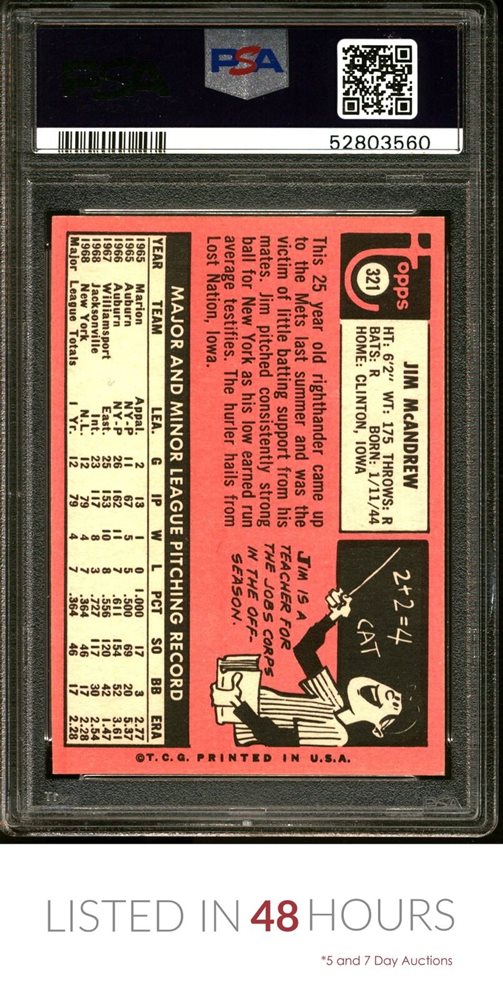 PSA
PSA
52803560
Topps
321
JIM McANDREW
HT: 6'2" WT: 175 THROWS: R
BATS: R BORN: 1/11/44
HOME: CLINTON, IOWA
This 25 year old righthander came up
to the Mets last summer and was the
victim of little batting support from his
mates. Jim pitched consistently strong
ball for New York as his low earned run
average testifies. The hurler hails from
Lost Nation, Iowa.
2+2=4
CAT
JIM IS A
TEACHER FOR
THE JOBS CORPS
IN THE OFF-
SEASON.
MAJOR AND MINOR LEAGUE PITCHING RECORD
YEAR TEAM LEA. G IP W L PCT SO BB ERA
1965 Marion Appal. 2 13 1 0 1.000 17 3 2.77
1965 Auburn NY-P 11 67 5 5 .500 69 25 5.37
1966 Auburn NY-P 26 162 11 7 .611 154 52 3.61
1967 Williamsport East. 25 153 10 8 .556 120 42 1.47
1968 Jacksonville Int. 23 117 8 3 .727 117 30 2.54
1968 New York N.L. 12 79 4 7 .364 46 17 2.28
Major League Totals 1 Yr. 12 79 4 7 .364 46 17 2.28
©T.C.G. PRINTED IN U.S.A.
PSA
LISTED IN 48 HOURS
*5 and 7 Day Auctions